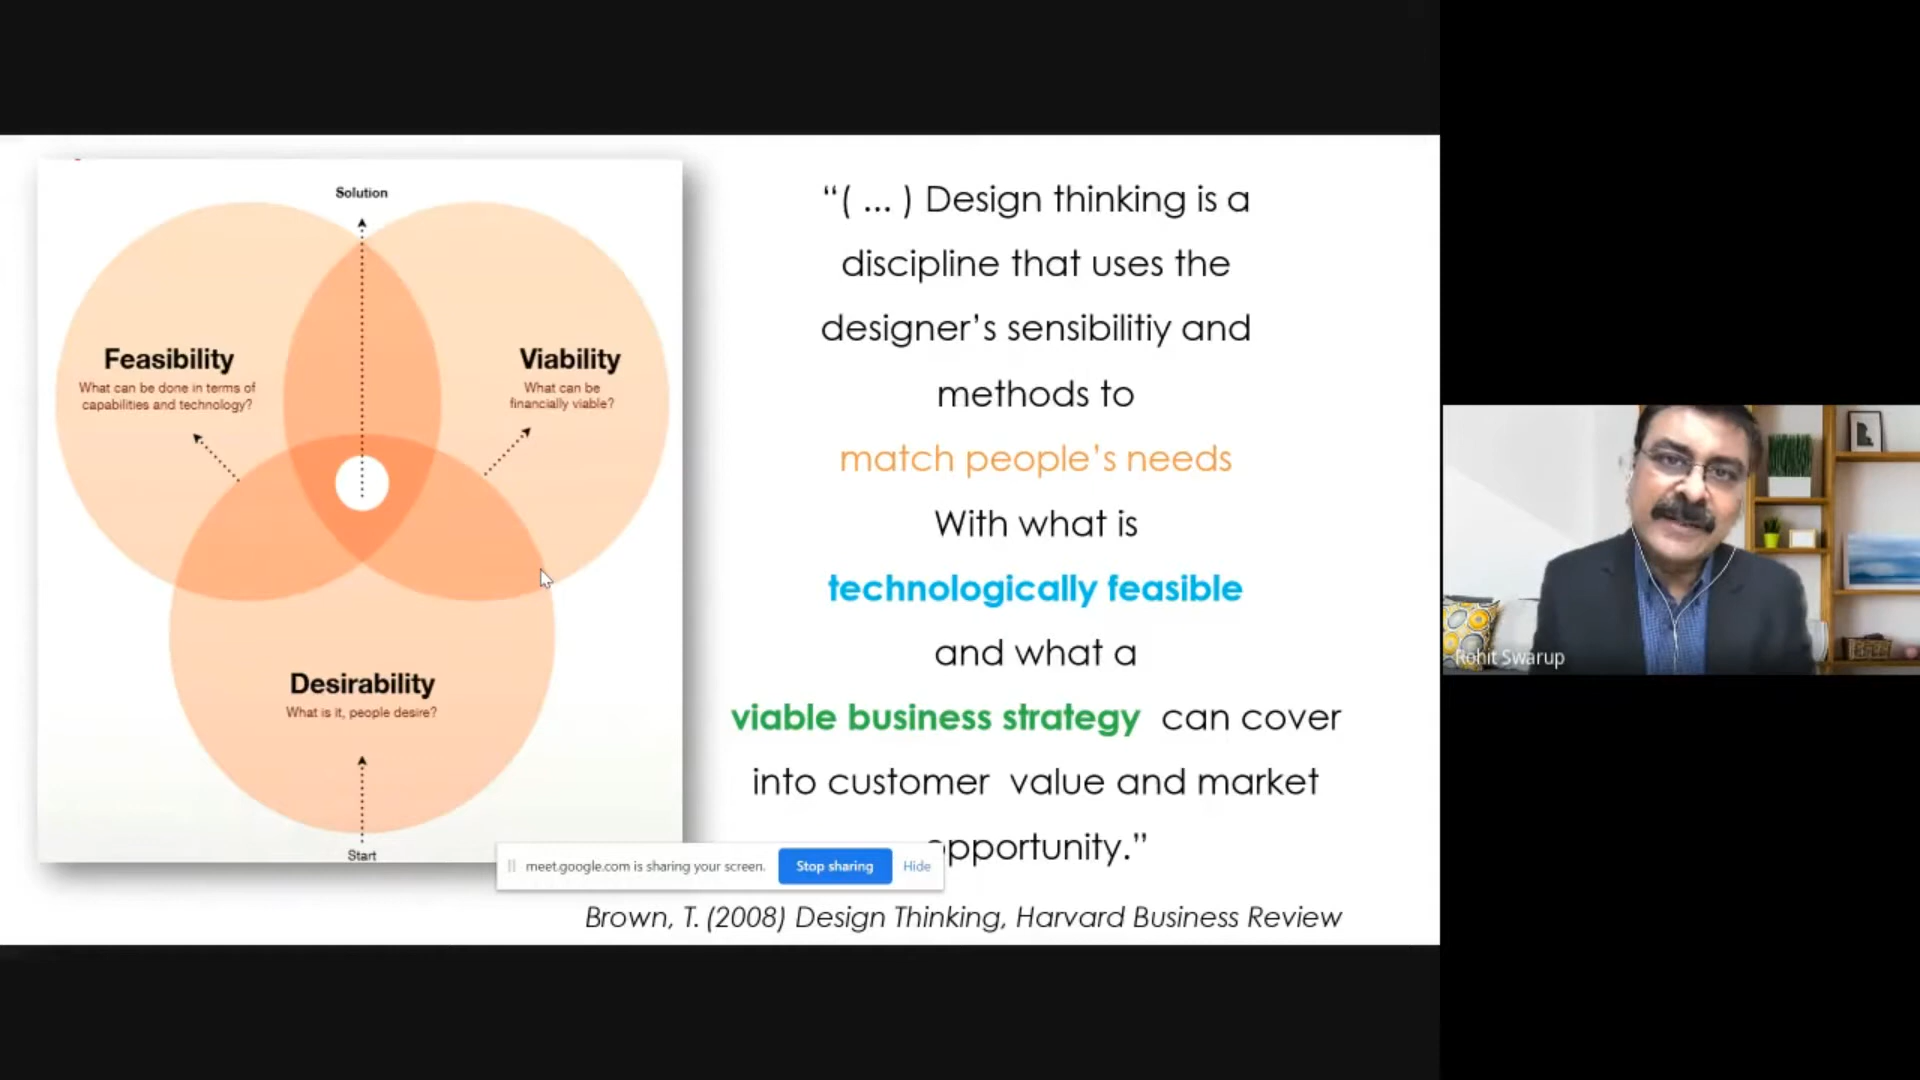 Solution
Feasibility
What can be done in terms of
capabilities and technology?
Viability
What can be
financially viable?
Desirability
What is it, people desire?
Start
“( ... ) Design thinking is a
discipline that uses the
designer’s sensibilitiy and
methods to
match people’s needs
With what is
technologically feasible
and what a
viable business strategy can cover
into customer value and market
opportunity.”
Brown, T. (2008) Design Thinking, Harvard Business Review
meet.google.com is sharing your screen. Stop sharing Hide
Rohit Swarup